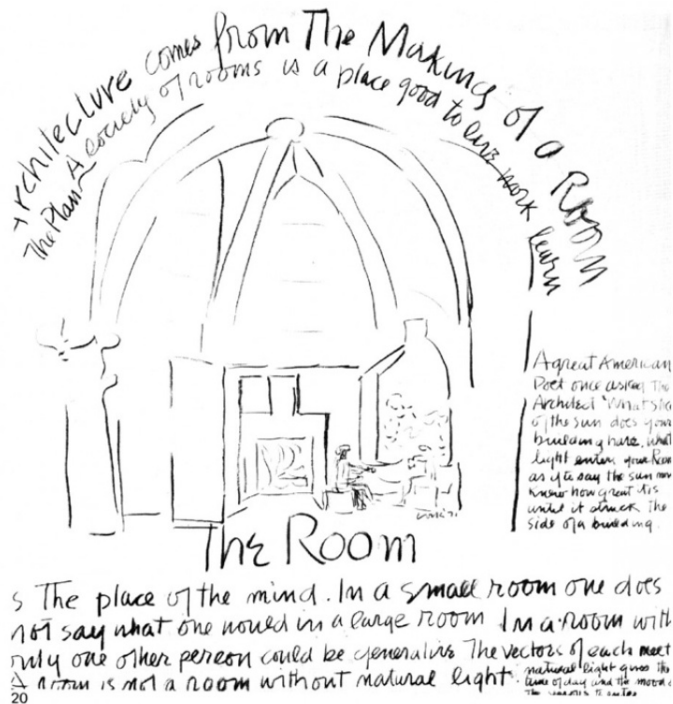 Architecture comes from The Making of a Room
The Plan A society of rooms is a place good to live work learn
A great American
Poet once asked The
Architect 'What slice
of the sun does your
building have. What
light enters your Room
as if to say the sun never
knew how great it is
until it struck The
side of a building.
The Room
s The place of the mind. In a small room one does
not say what one would in a large room In a room with
only one other person could be generative The vectors of each meet
A room is not a room without natural light
natural light gives the
time of day and the mood
20